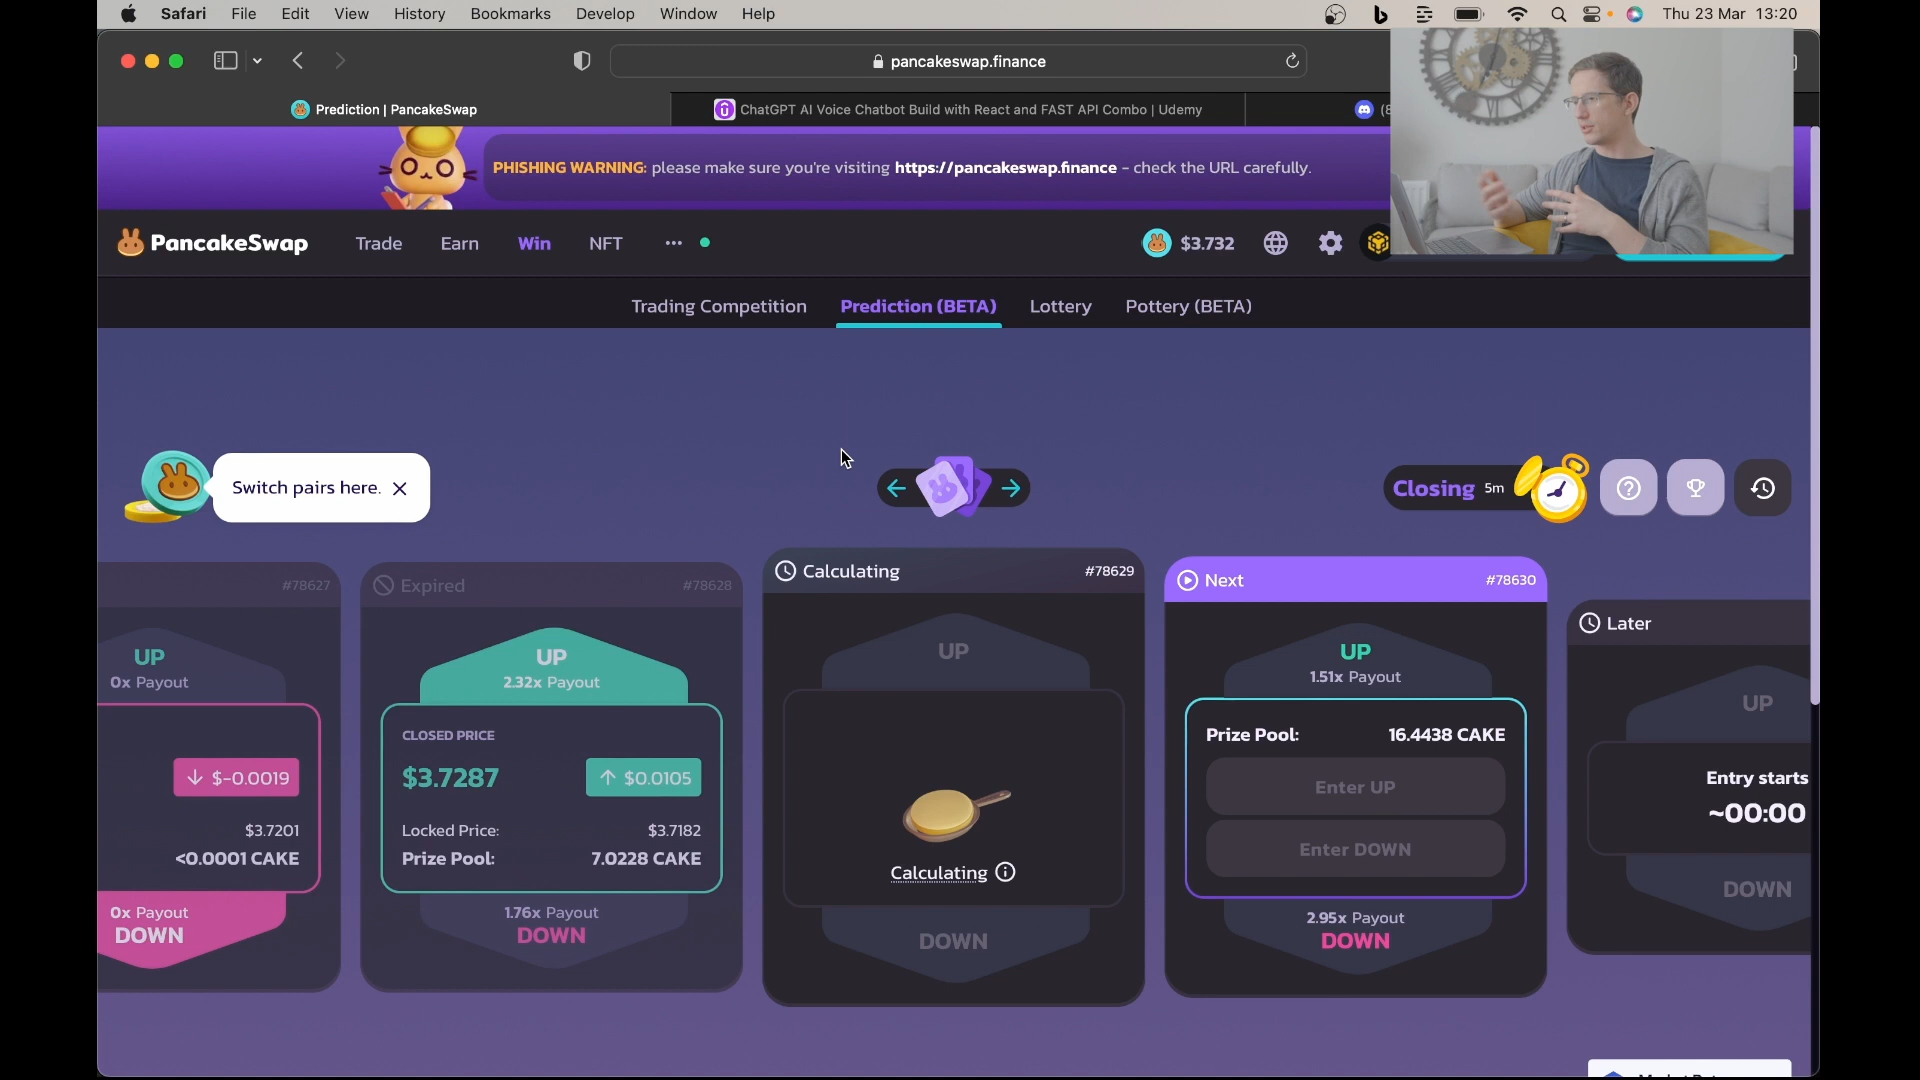 Safari File Edit View History Bookmarks Develop Window Help
Thu 23 Mar 13:20
pancakeswap.finance
Prediction | PancakeSwap
ChatGPT AI Voice Chatbot Build with React and FAST API Combo | Udemy
(8
PHISHING WARNING: please make sure you're visiting https://pancakeswap.finance - check the URL carefully.
PancakeSwap
Trade Earn Win NFT ···
$3.732
Trading Competition Prediction (BETA) Lottery Pottery (BETA)
Switch pairs here.
Closing 5m
#78627
UP
0x Payout
$-0.0019
$3.7201
<0.0001 CAKE
0x Payout
DOWN
Expired #78628
UP
2.32x Payout
CLOSED PRICE
$3.7287 $0.0105
Locked Price: $3.7182
Prize Pool: 7.0228 CAKE
1.76x Payout
DOWN
Calculating #78629
UP
Calculating
DOWN
Next #78630
UP
1.51x Payout
Prize Pool: 16.4438 CAKE
Enter UP
Enter DOWN
2.95x Payout
DOWN
Later
UP
Entry starts
~00:00
DOWN